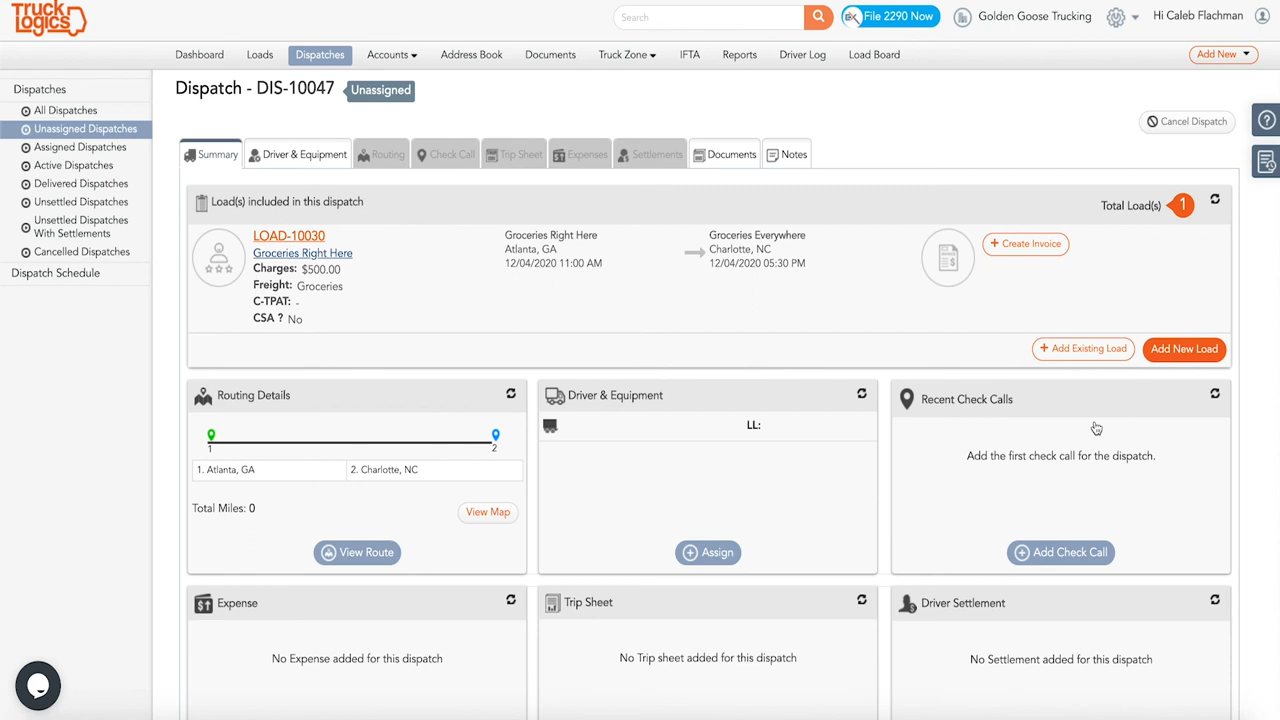 TRUCK
LOGICS
Search
File 2290 Now
Golden Goose Trucking
Hi Caleb Flachman
Dashboard
Loads
Dispatches
Accounts
Address Book
Documents
Truck Zone
IFTA
Reports
Driver Log
Load Board
Add New
Dispatches
All Dispatches
Unassigned Dispatches
Assigned Dispatches
Active Dispatches
Delivered Dispatches
Unsettled Dispatches
Unsettled Dispatches
With Settlements
Cancelled Dispatches
Dispatch Schedule
Dispatch - DIS-10047
Unassigned
Cancel Dispatch
Summary
Driver & Equipment
Routing
Check Call
Trip Sheet
Expenses
Settlements
Documents
Notes
Load(s) included in this dispatch
Total Load(s)
1
LOAD-10030
Groceries Right Here
Charges: $500.00
Freight: Groceries
C-TPAT: -
CSA ? No
Groceries Right Here
Atlanta, GA
12/04/2020 11:00 AM
Groceries Everywhere
Charlotte, NC
12/04/2020 05:30 PM
+ Create Invoice
+ Add Existing Load
Add New Load
Routing Details
1
2
1. Atlanta, GA
2. Charlotte, NC
Total Miles: 0
View Map
View Route
Driver & Equipment
LL:
Assign
Recent Check Calls
Add the first check call for the dispatch.
Add Check Call
Expense
No Expense added for this dispatch
Trip Sheet
No Trip sheet added for this dispatch
Driver Settlement
No Settlement added for this dispatch